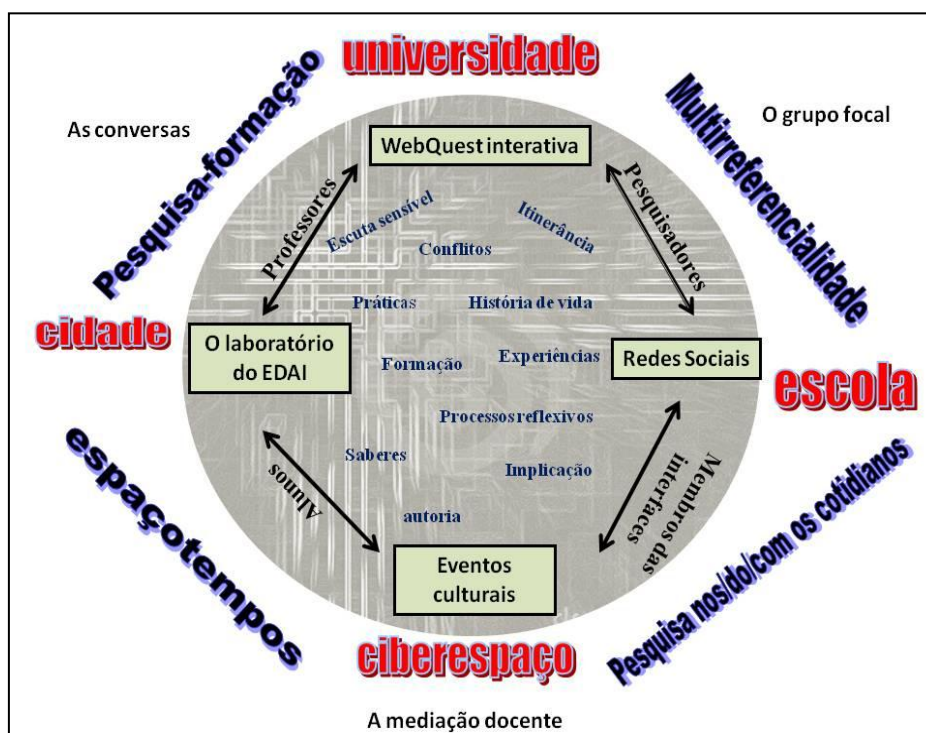 universidade
Pesquisa-formação
As conversas
Multirreferencialidade
O grupo focal
WebQuest interativa
Professores
Pesquisadores
Escuta sensível
Itinerância
Conflitos
Práticas
História de vida
cidade
O laboratório
do EDAI
Formação
Experiências
Redes Sociais
escola
Processos reflexivos
Saberes
Implicação
Alunos
Membros das
interfaces
autoria
espaçotempos
Eventos
culturais
Pesquisa nos/do/com os cotidianos
ciberespaço
A mediação docente